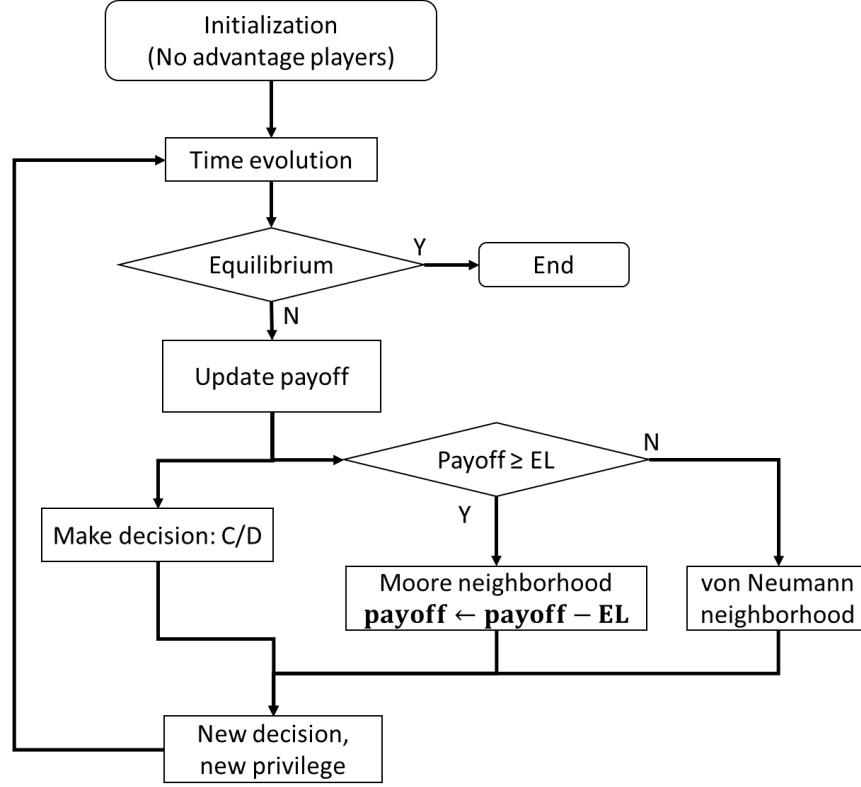 Initialization
(No advantage players)
Time evolution
Equilibrium
Y
End
N
Update payoff
Payoff ≥ EL
N
Y
Make decision: C/D
Moore neighborhood
payoff ← payoff − EL
von Neumann
neighborhood
New decision,
new privilege